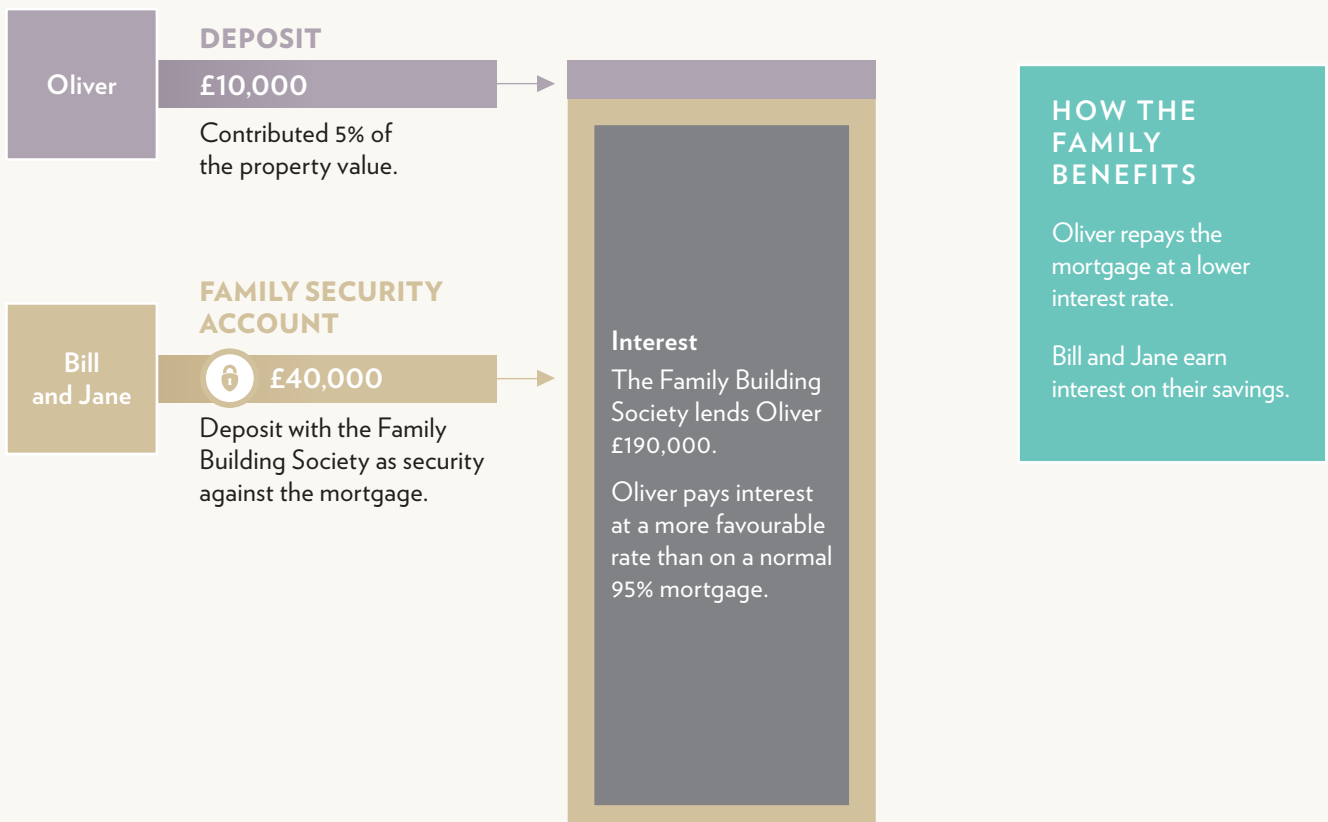 Oliver
DEPOSIT
£10,000
Contributed 5% of
the property value.
Bill
and Jane
FAMILY SECURITY
ACCOUNT
£40,000
Deposit with the Family
Building Society as security
against the mortgage.
Interest
The Family Building
Society lends Oliver
£190,000.
Oliver pays interest
at a more favourable
rate than on a normal
95% mortgage.
HOW THE
FAMILY
BENEFITS
Oliver repays the
mortgage at a lower
interest rate.
Bill and Jane earn
interest on their savings.